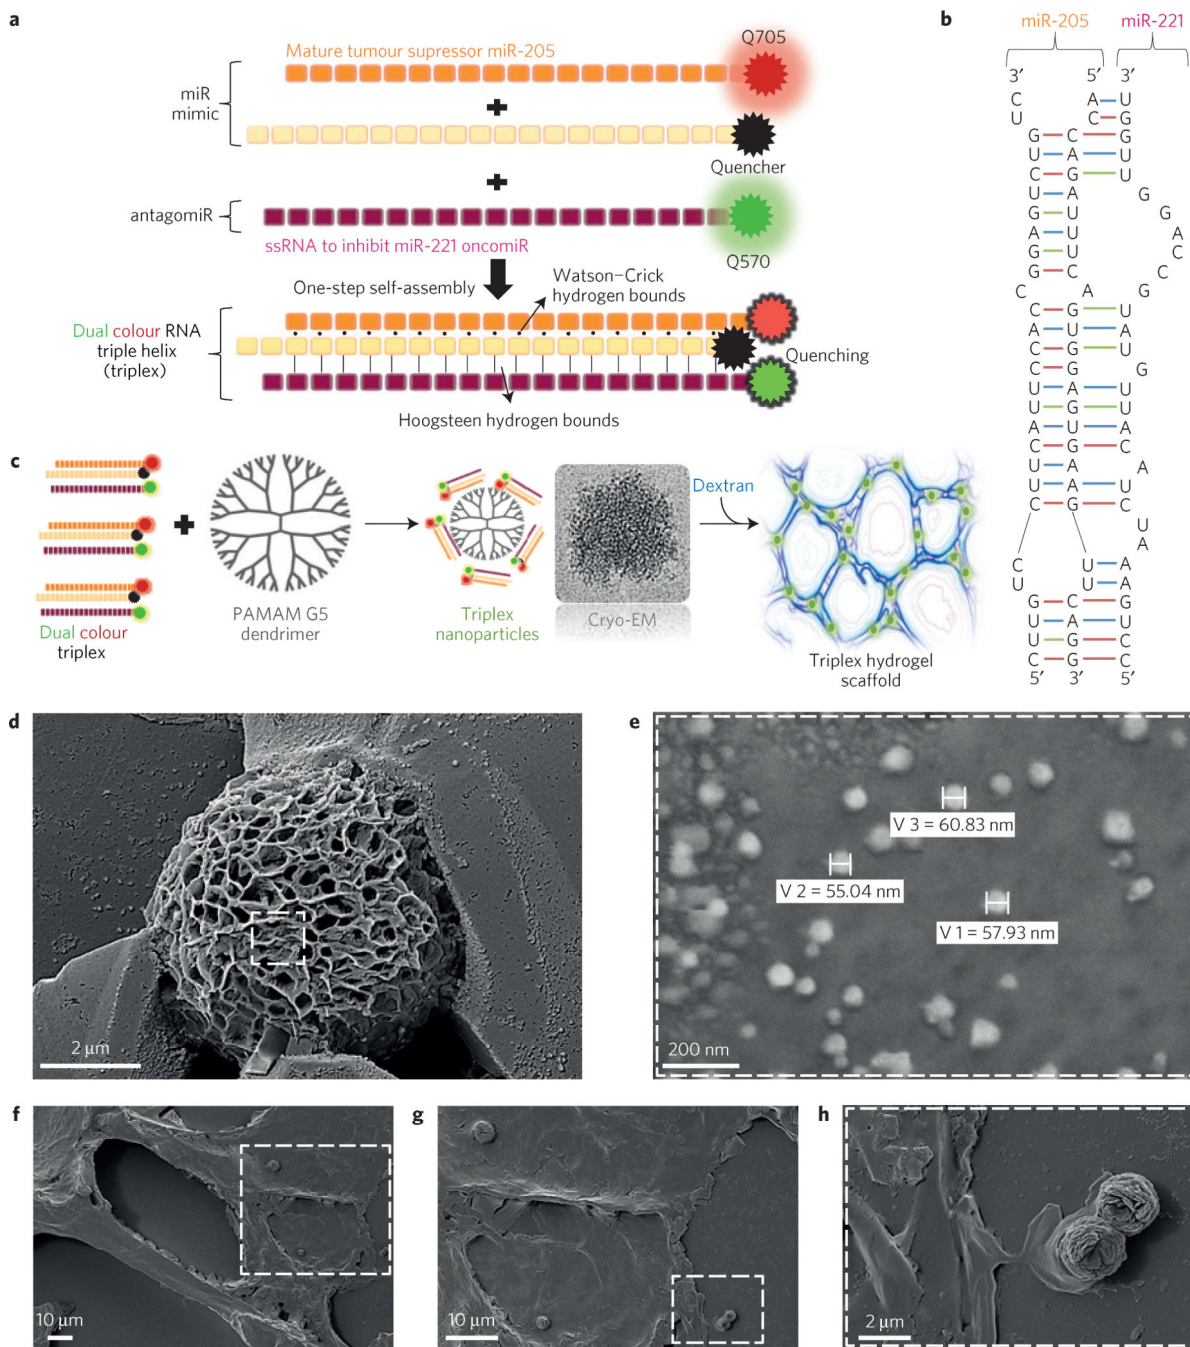 a
Mature tumour supressor miR-205
Q705
miR
mimic
Quencher
antagomiR
ssRNA to inhibit miR-221 oncomiR
Q570
One-step self-assembly
Watson–Crick
hydrogen bounds
Dual colour RNA
triple helix
(triplex)
Quenching
Hoogsteen hydrogen bounds
b
miR-205 miR-221
3′ 5′ 3′
C A U
U C G
G C G
U A U
C G U
U A G
G U G
A U A
G U C
G C C
C A G
C G U
A U A
C G U
C G G
U A U
U G U
A U A
C G C
U A A
U A U
C G C
U
A
C U A
U U A
G C G
U A U
U G C
C G C
5′ 3′ 5′
c
Dual colour
triplex
PAMAM G5
dendrimer
Triplex
nanoparticles
Cryo-EM
Dextran
Triplex hydrogel
scaffold
d
2 µm
e
V 3 = 60.83 nm
V 2 = 55.04 nm
V 1 = 57.93 nm
200 nm
f
10 µm
g
10 µm
h
2 µm